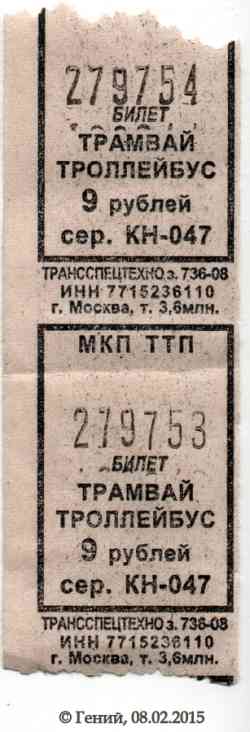 279754
БИЛЕТ
ТРАМВАЙ
ТРОЛЛЕЙБУС
9 рублей
сер. КН-047
ТРАНССПЕЦТЕХНО з. 736-08
ИНН 7715236110
г. Москва, т. 3,6млн.
МКП ТТП
279753
БИЛЕТ
ТРАМВАЙ
ТРОЛЛЕЙБУС
9 рублей
сер. КН-047
ТРАНССПЕЦТЕХНО з. 736-08
ИНН 7715236110
г. Москва, т. 3,6млн.
© Гений, 08.02.2015